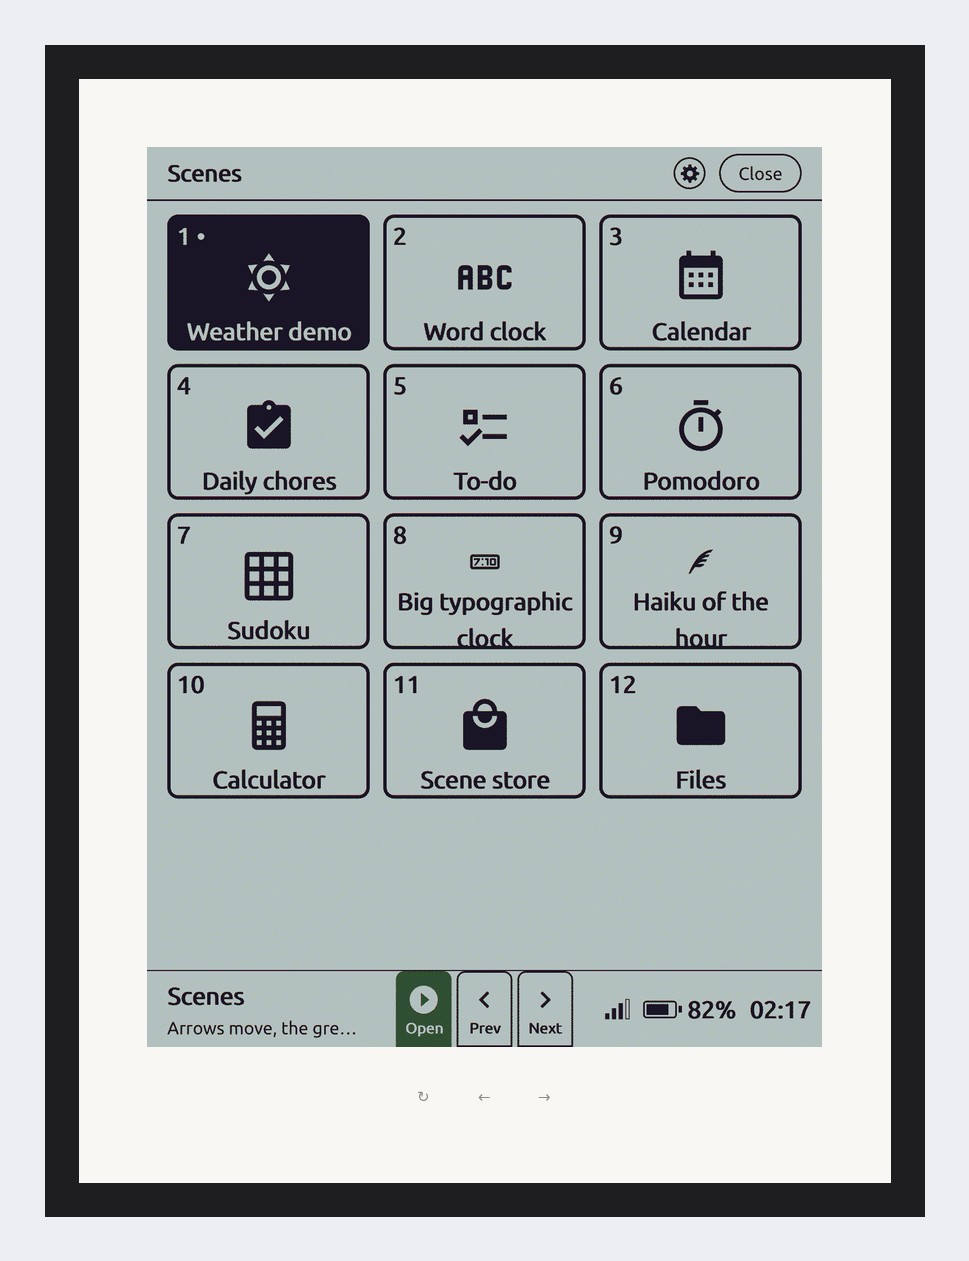 Scenes
Close
1 •
Weather demo
2
ABC
Word clock
3
Calendar
4
Daily chores
5
To-do
6
Pomodoro
7
Sudoku
8
7:10
Big typographic
clock
9
Haiku of the
hour
10
Calculator
11
Scene store
12
Files
Scenes
Arrows move, the gre…
Open
Prev
Next
82% 02:17
↻ ← →